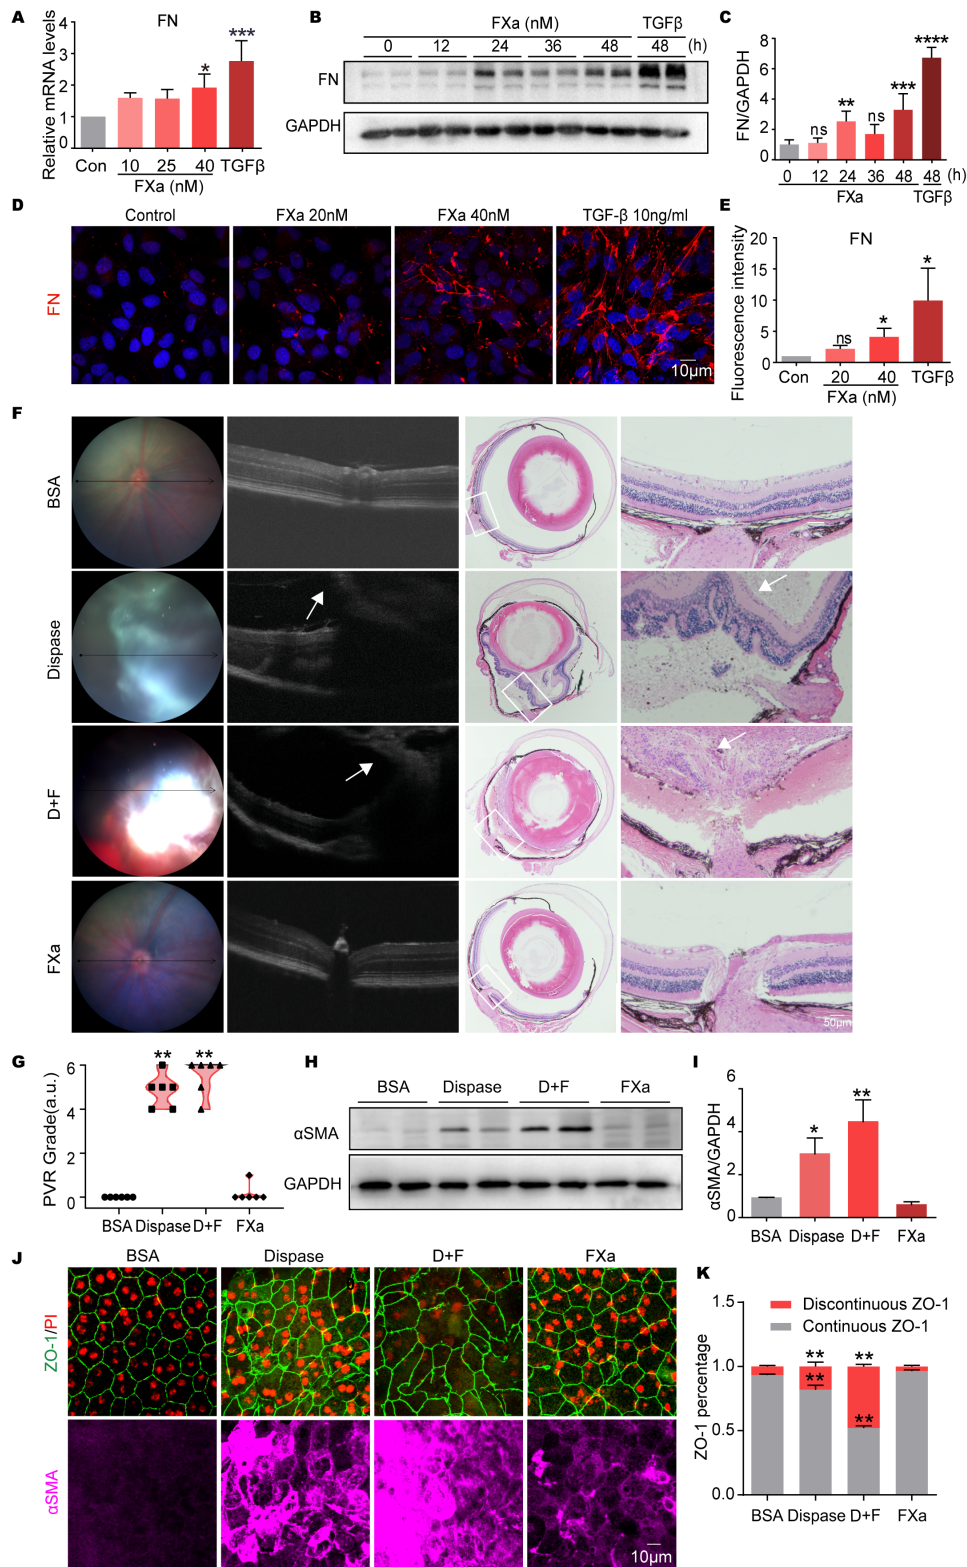 A
FN
Relative mRNA levels
4
3
2
1
0
*
***
Con
10
25
40
TGFβ
FXa (nM)
B
FXa (nM)
TGFβ
0
12
24
36
48
48
(h)
FN
GAPDH
C
FN/GAPDH
8
6
4
2
0
ns
**
ns
***
****
0
12
24
36
48
48
(h)
FXa
TGFβ
D
Control
FXa 20nM
FXa 40nM
TGF-β 10ng/ml
FN
10μm
E
FN
Fluorescence intensity
20
15
10
5
0
ns
*
*
Con
20
40
TGFβ
FXa (nM)
F
BSA
Dispase
D+F
FXa
50μm
G
PVR Grade(a.u.)
6
4
2
0
**
**
BSA
Dispase
D+F
FXa
H
BSA
Dispase
D+F
FXa
αSMA
GAPDH
I
αSMA/GAPDH
6
4
2
0
*
**
BSA
Dispase
D+F
FXa
J
BSA
Dispase
D+F
FXa
ZO-1/PI
αSMA
10μm
K
1.5
1.0
0.5
0.0
ZO-1 percentage
Discontinuous ZO-1
Continuous ZO-1
**
**
**
**
BSA
Dispase
D+F
FXa